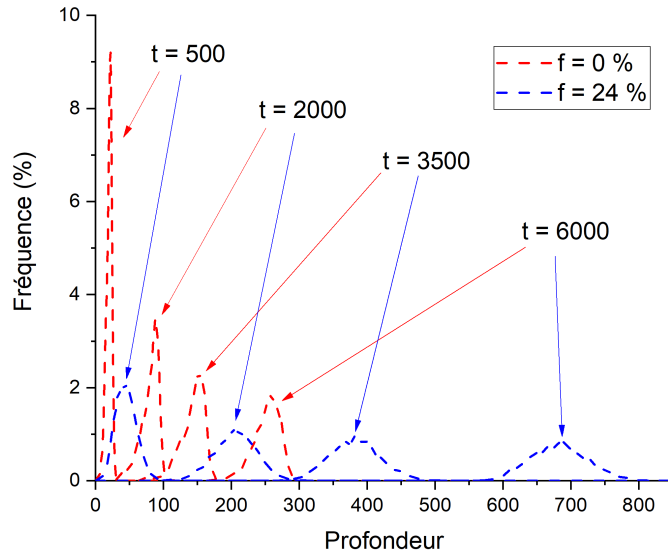 10
8
6
4
2
0
Fréquence (%)
t = 500
t = 2000
t = 3500
t = 6000
f = 0 %
f = 24 %
0 100 200 300 400 500 600 700 800
Profondeur